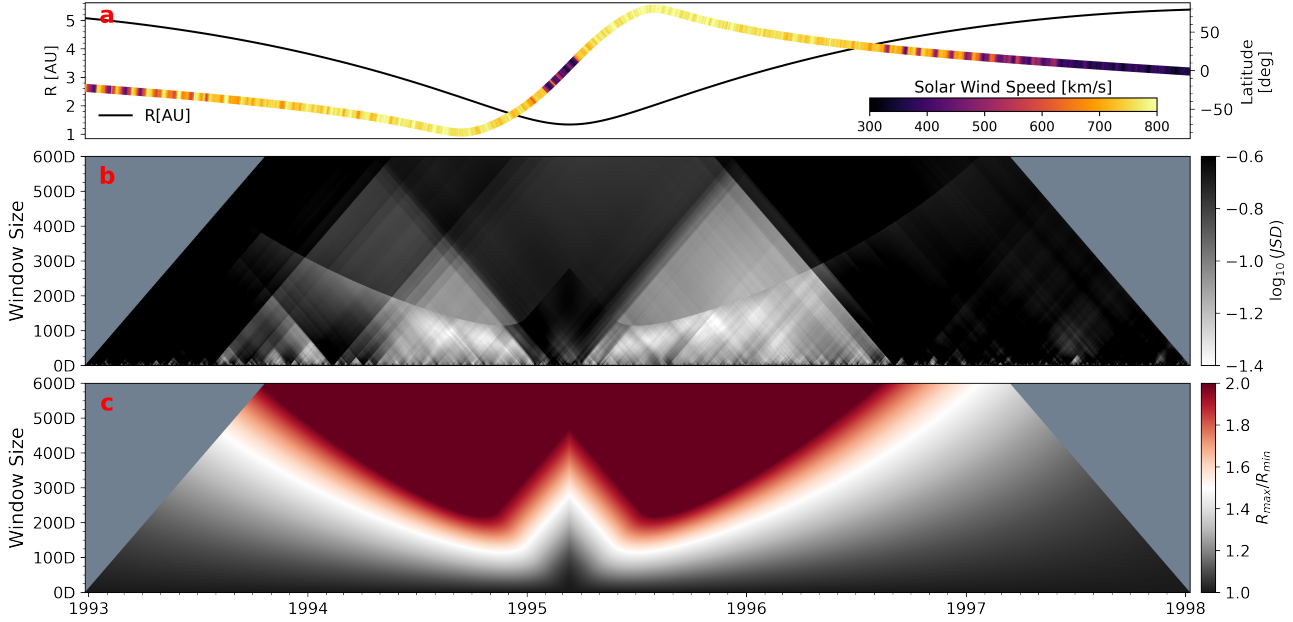 a
5
4
3
2
1
R [AU]
R[AU]
Solar Wind Speed [km/s]
300 400 500 600 700 800
50
0
−50
Latitude
[deg]
b
600D
500D
400D
300D
200D
100D
0D
Window Size
−0.6
−0.8
−1.0
−1.2
−1.4
log₁₀(JSD)
c
600D
500D
400D
300D
200D
100D
0D
Window Size
2.0
1.8
1.6
1.4
1.2
1.0
Rmax/Rmin
1993 1994 1995 1996 1997 1998